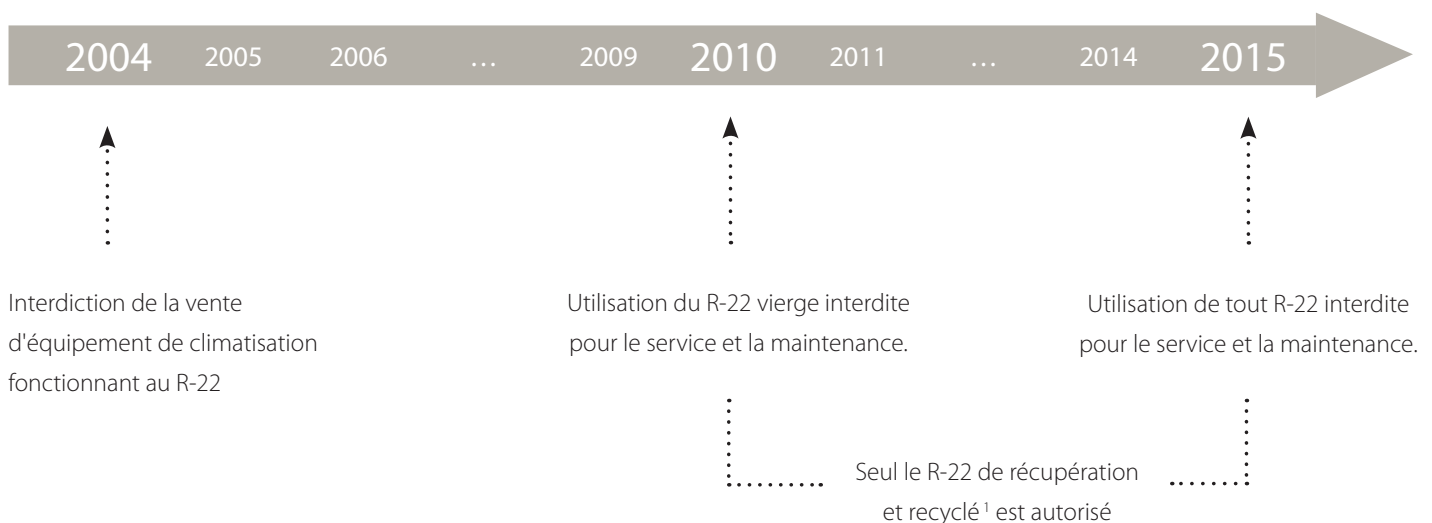 2004 2005 2006 ... 2009 2010 2011 ... 2014 2015
Interdiction de la vente
d'équipement de climatisation
fonctionnant au R-22
Utilisation du R-22 vierge interdite
pour le service et la maintenance.
Utilisation de tout R-22 interdite
pour le service et la maintenance.
Seul le R-22 de récupération
et recyclé ¹ est autorisé